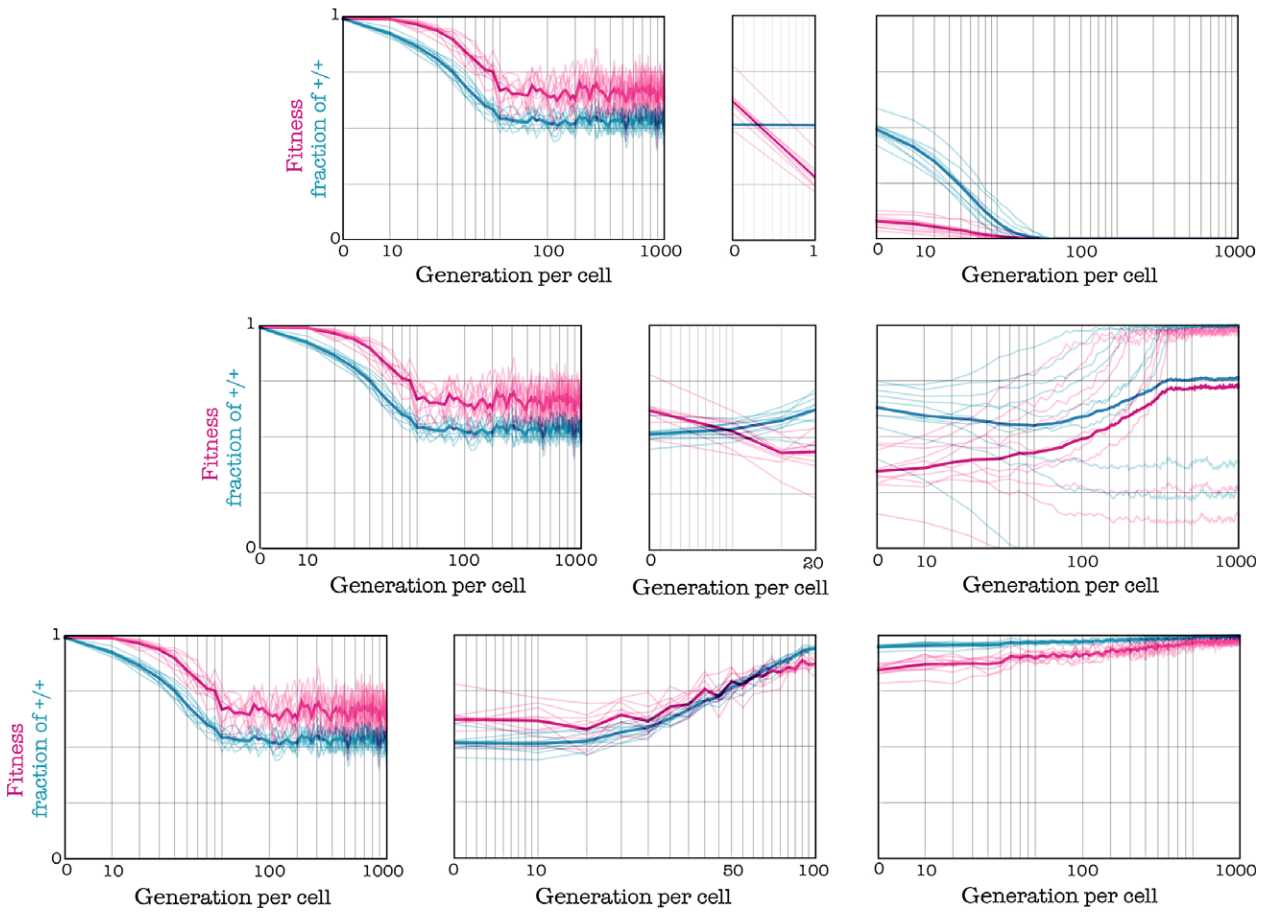 1
Fitness
fraction of +/+
0
0 10 100 1000
0 1
0 10 100 1000
Generation per cell
Generation per cell
1
Fitness
fraction of +/+
0
0 10 100 1000
0 20
0 10 100 1000
Generation per cell
Generation per cell
Generation per cell
1
Fitness
fraction of +/+
0
0 10 100 1000
0 10 50 100
0 10 100 1000
Generation per cell
Generation per cell
Generation per cell